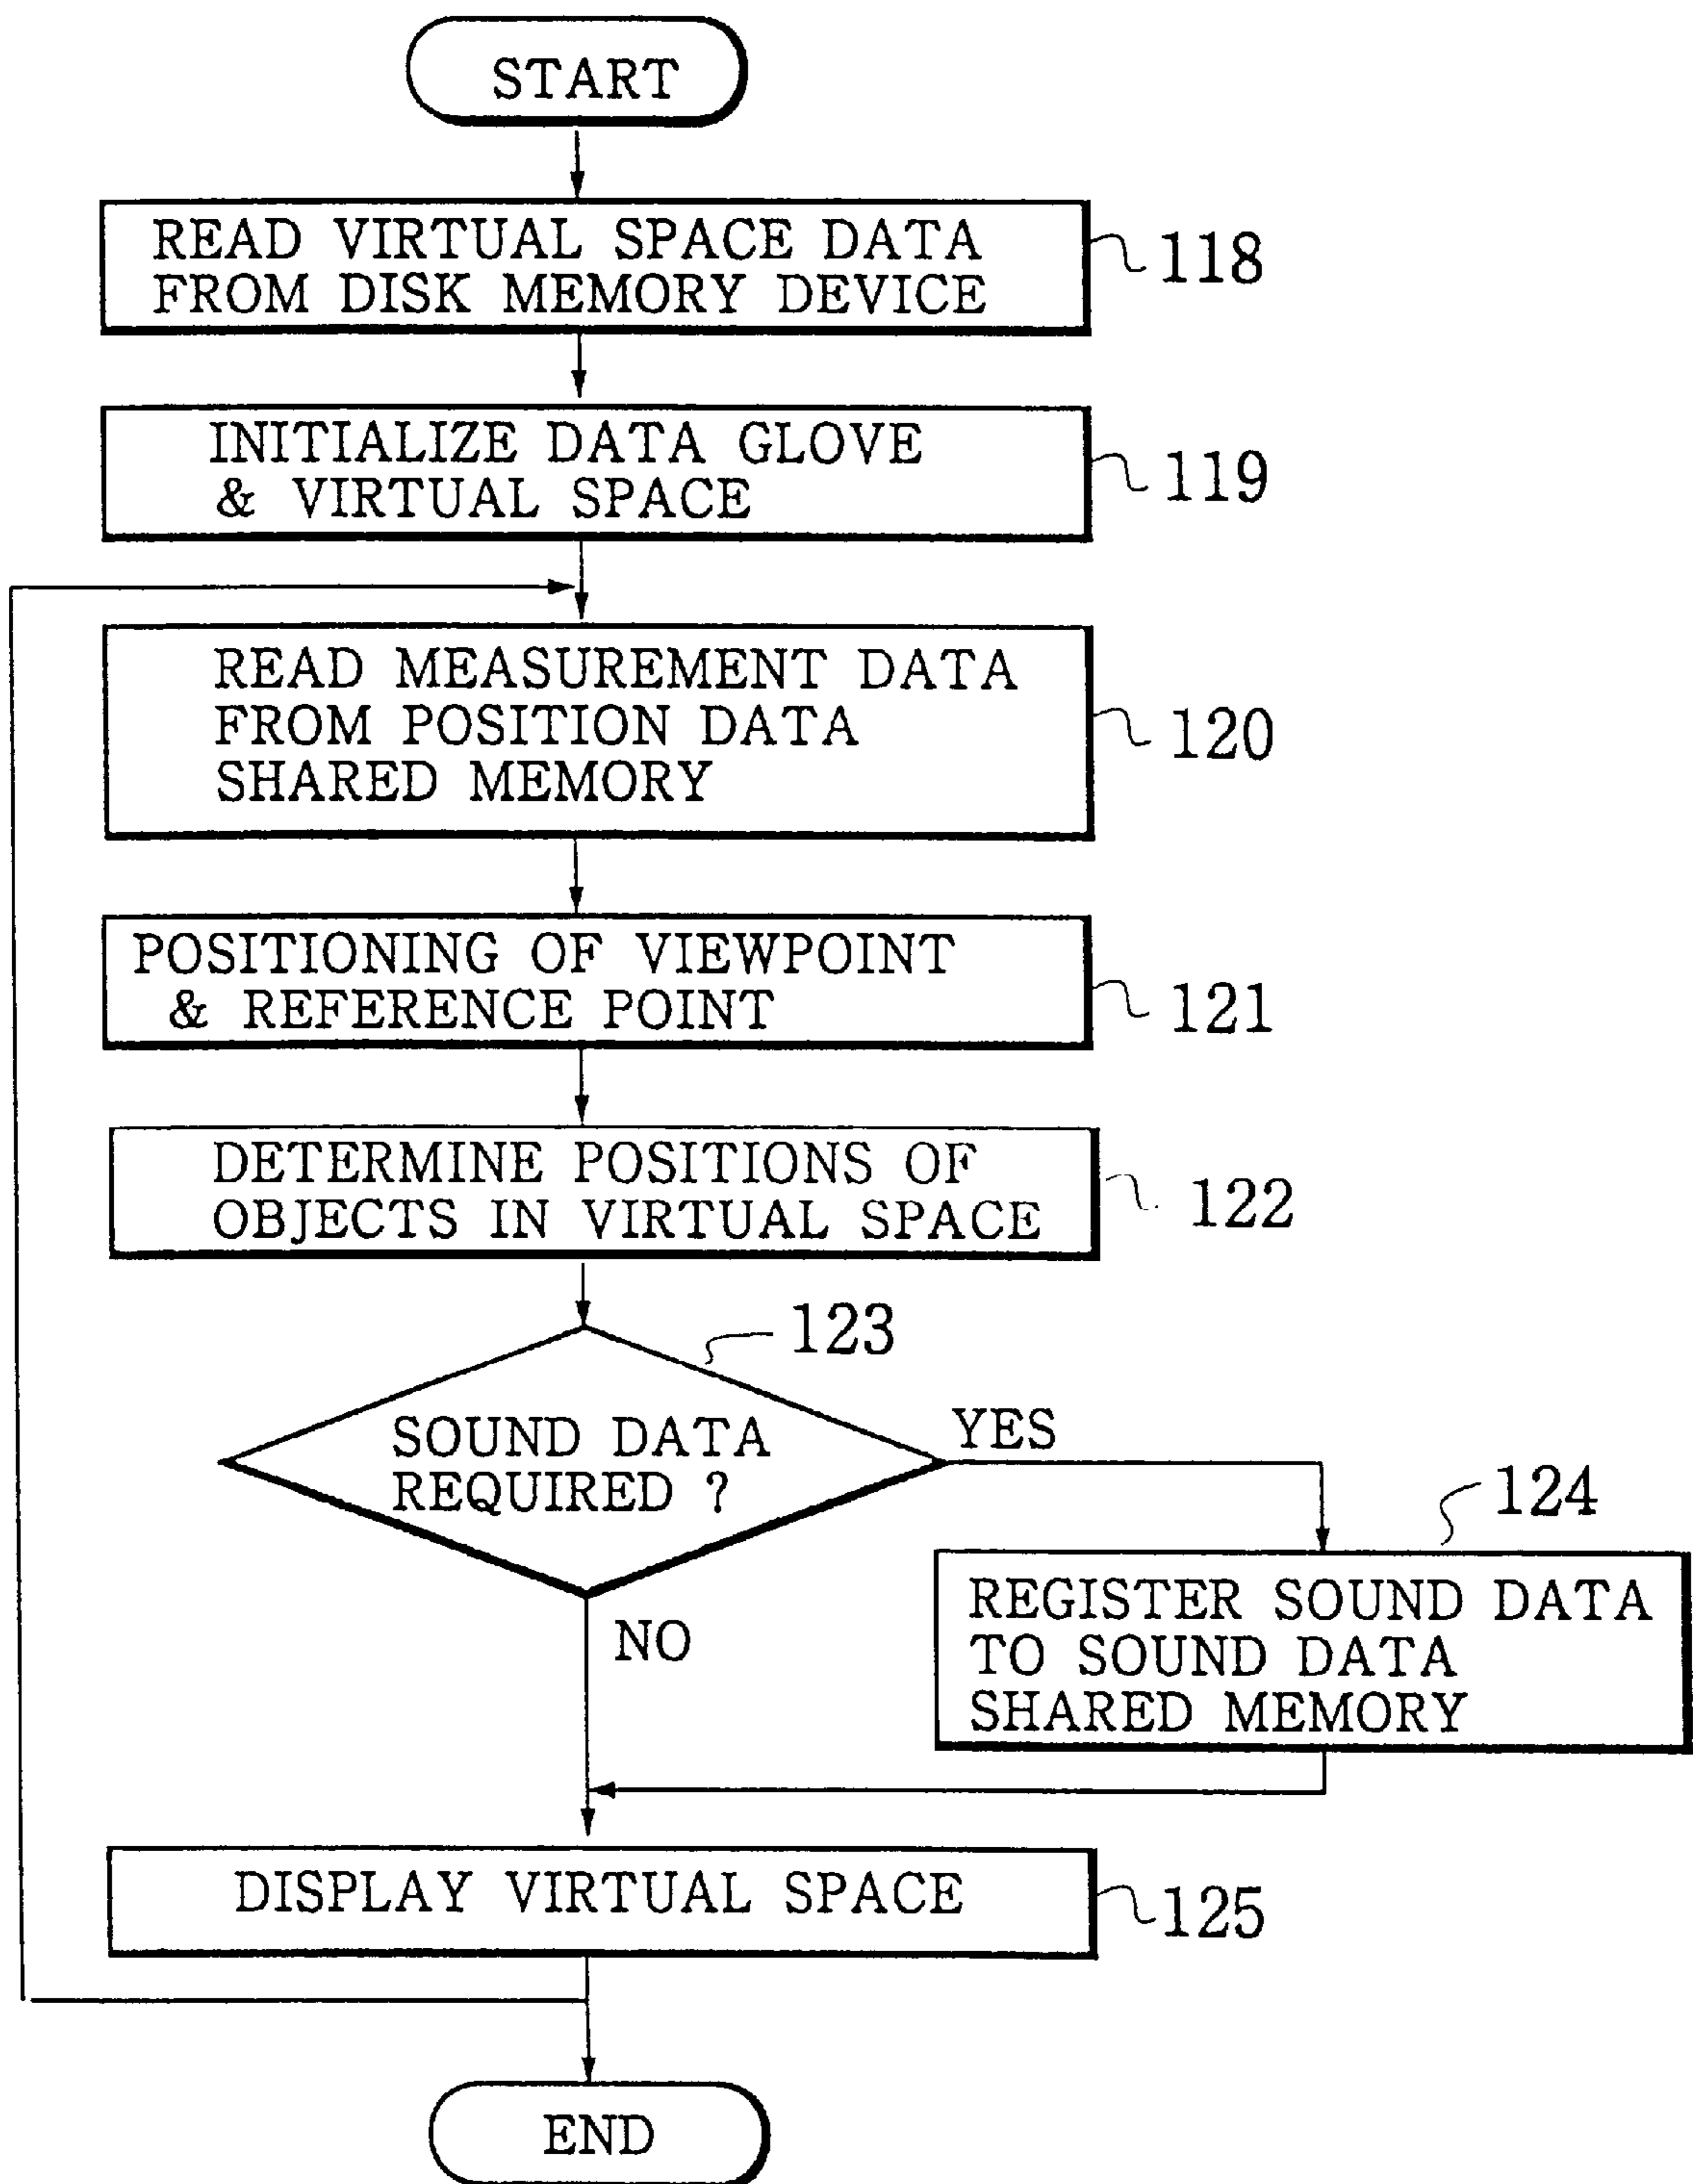 START
READ VIRTUAL SPACE DATA
FROM DISK MEMORY DEVICE
118
INITIALIZE DATA GLOVE
& VIRTUAL SPACE
119
READ MEASUREMENT DATA
FROM POSITION DATA
SHARED MEMORY
120
POSITIONING OF VIEWPOINT
& REFERENCE POINT
121
DETERMINE POSITIONS OF
OBJECTS IN VIRTUAL SPACE
122
123
SOUND DATA
REQUIRED ?
YES
NO
124
REGISTER SOUND DATA
TO SOUND DATA
SHARED MEMORY
DISPLAY VIRTUAL SPACE
125
END